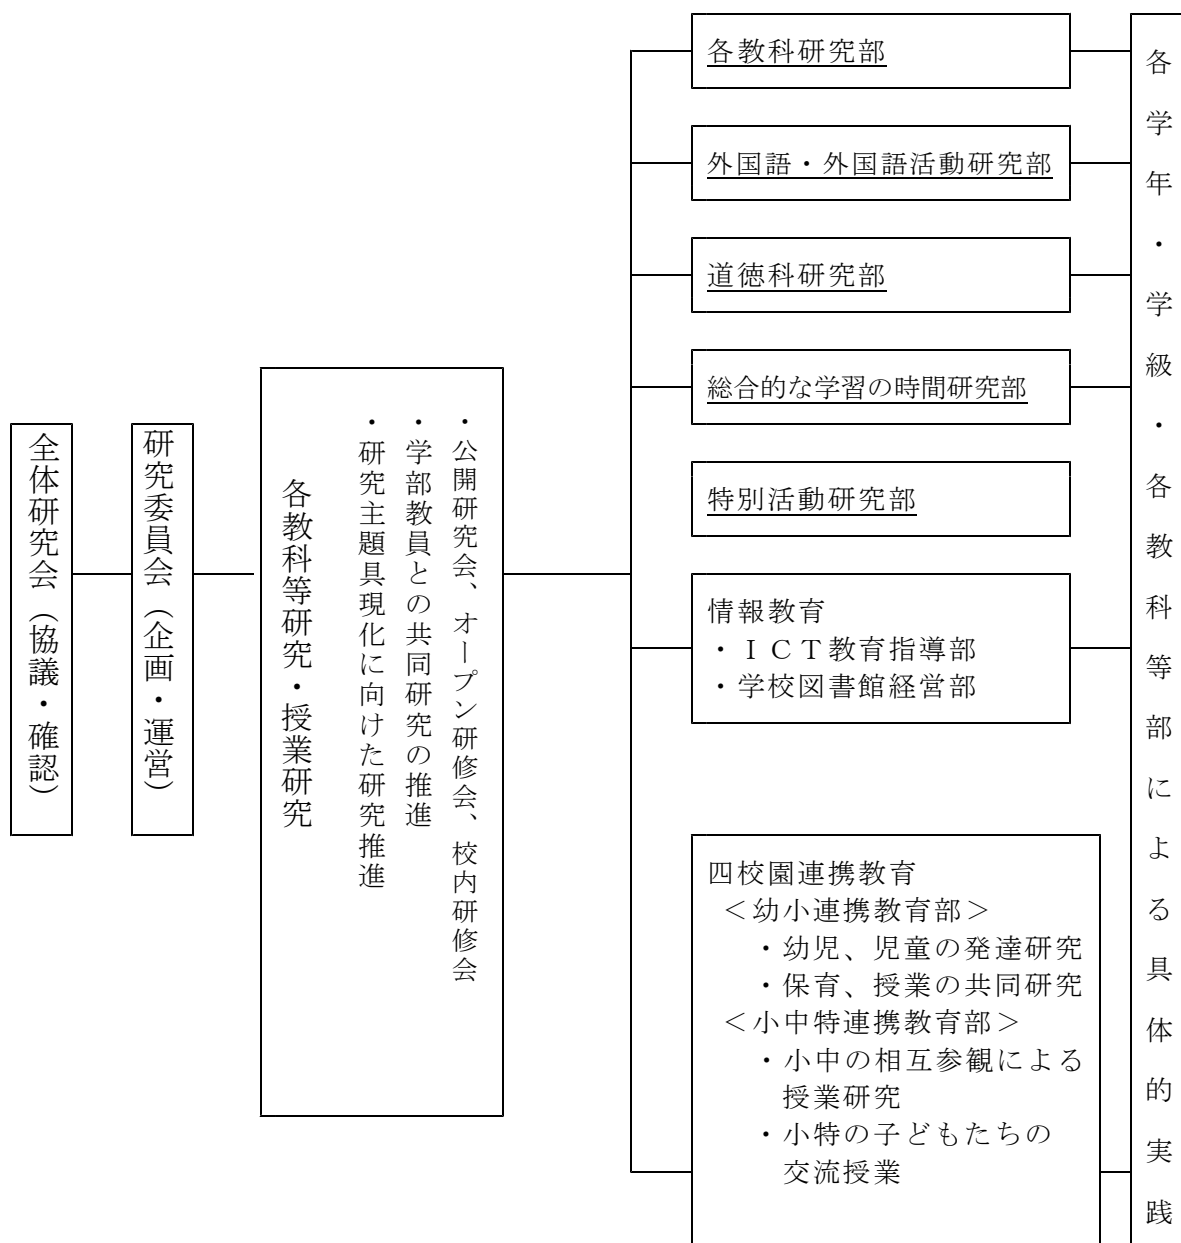 全体研究会（協議・確認）
研究委員会（企画・運営）
各教科等研究・授業研究
・研究主題具現化に向けた研究推進
・学部教員との共同研究の推進
・公開研究会、オープン研修会、校内研修会
各教科研究部
外国語・外国語活動研究部
道徳科研究部
総合的な学習の時間研究部
特別活動研究部
情報教育
・ＩＣＴ教育指導部
・学校図書館経営部
四校園連携教育
＜幼小連携教育部＞
・幼児、児童の発達研究
・保育、授業の共同研究
＜小中特連携教育部＞
・小中の相互参観による
授業研究
・小特の子どもたちの
交流授業
各学年・学級・各教科等部による具体的実践